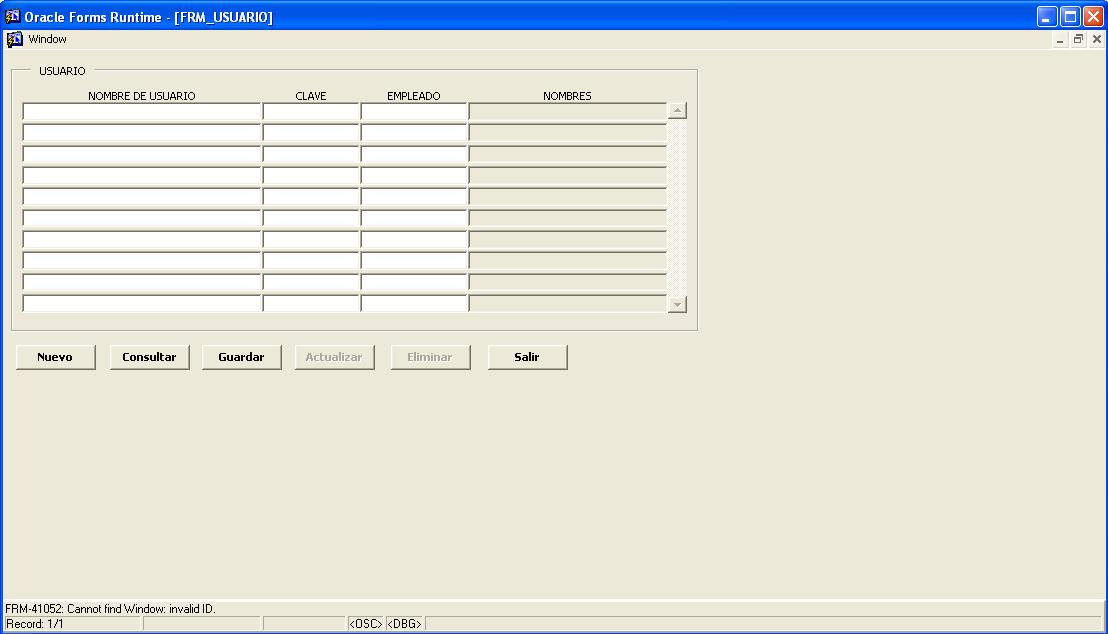 Oracle Forms Runtime - [FRM_USUARIO]
Window
USUARIO
NOMBRE DE USUARIO CLAVE EMPLEADO NOMBRES
Nuevo Consultar Guardar Actualizar Eliminar Salir
FRM-41052: Cannot find Window: invalid ID.
Record: 1/1 <OSC> <DBG>